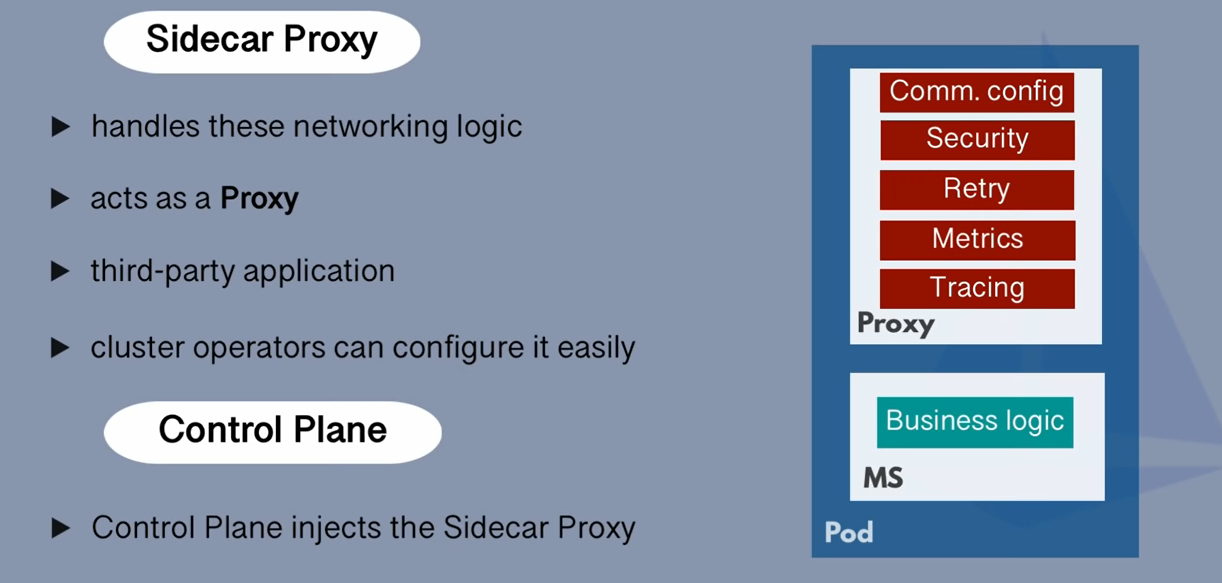 Sidecar Proxy
handles these networking logic
acts as a Proxy
third-party application
cluster operators can configure it easily
Control Plane
Control Plane injects the Sidecar Proxy
Comm. config
Security
Retry
Metrics
Tracing
Proxy
Business logic
MS
Pod